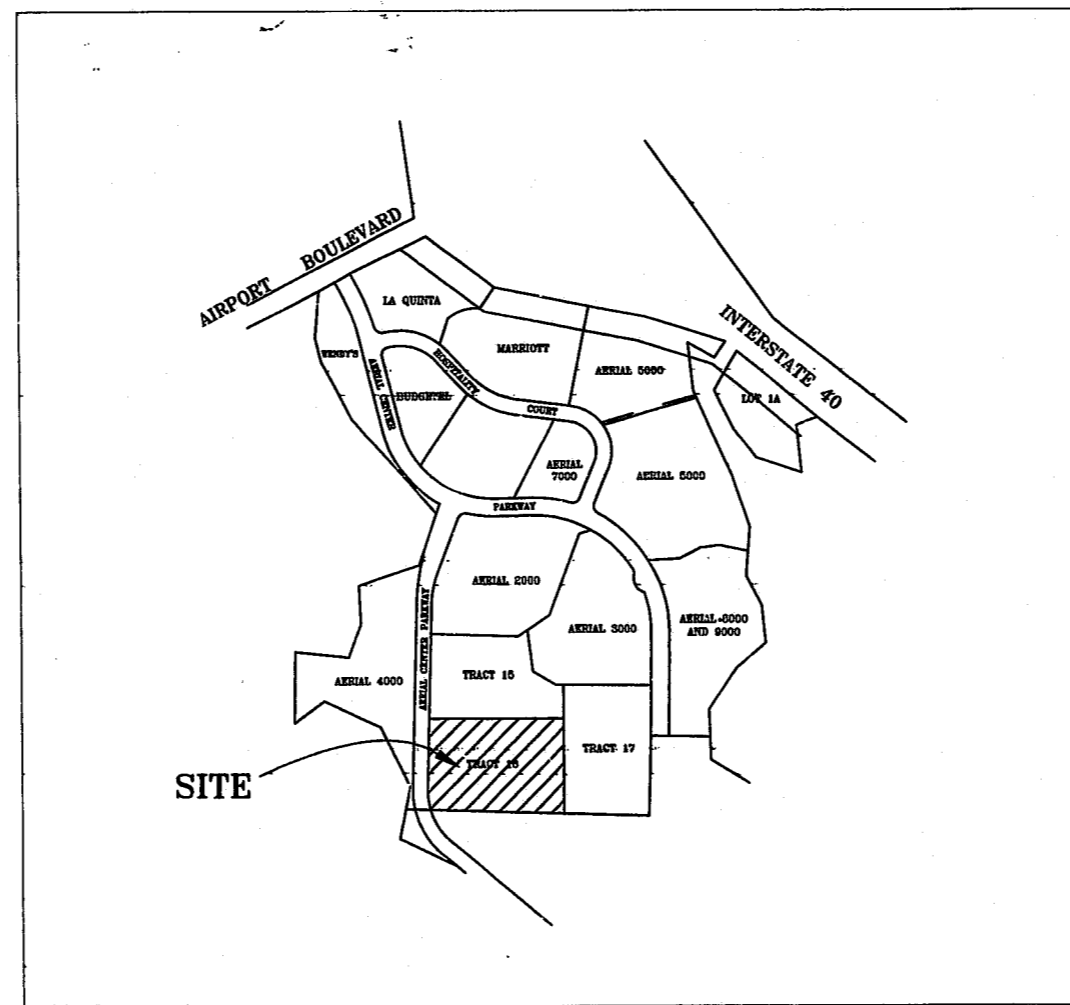 AIRPORT BOULEVARD
LA QUINTA
INTERSTATE 40
WENDY'S
AERIAL CENTER
HOSPITALITY
MARRIOTT
AERIAL 5000
LOT 1A
BUDGETEL
COURT
AERIAL
7000
AERIAL 5000
PARKWAY
AERIAL 2000
AERIAL CENTER PARKWAY
AERIAL 3000
AERIAL
AND 9000
AERIAL 4000
TRACT 15
TRACT 17
TRACT
SITE